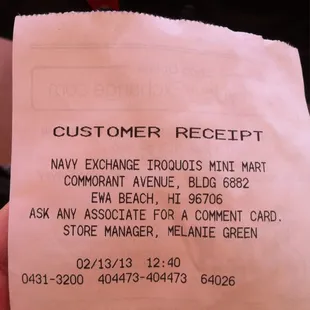 CUSTOMER RECEIPT
NAVY EXCHANGE IROQUOIS MINI MART
COMMORANT AVENUE, BLDG 6882
EWA BEACH, HI 96706
ASK ANY ASSOCIATE FOR A COMMENT CARD.
STORE MANAGER, MELANIE GREEN
02/13/13 12:40
0431-3200 404473-404473 64026